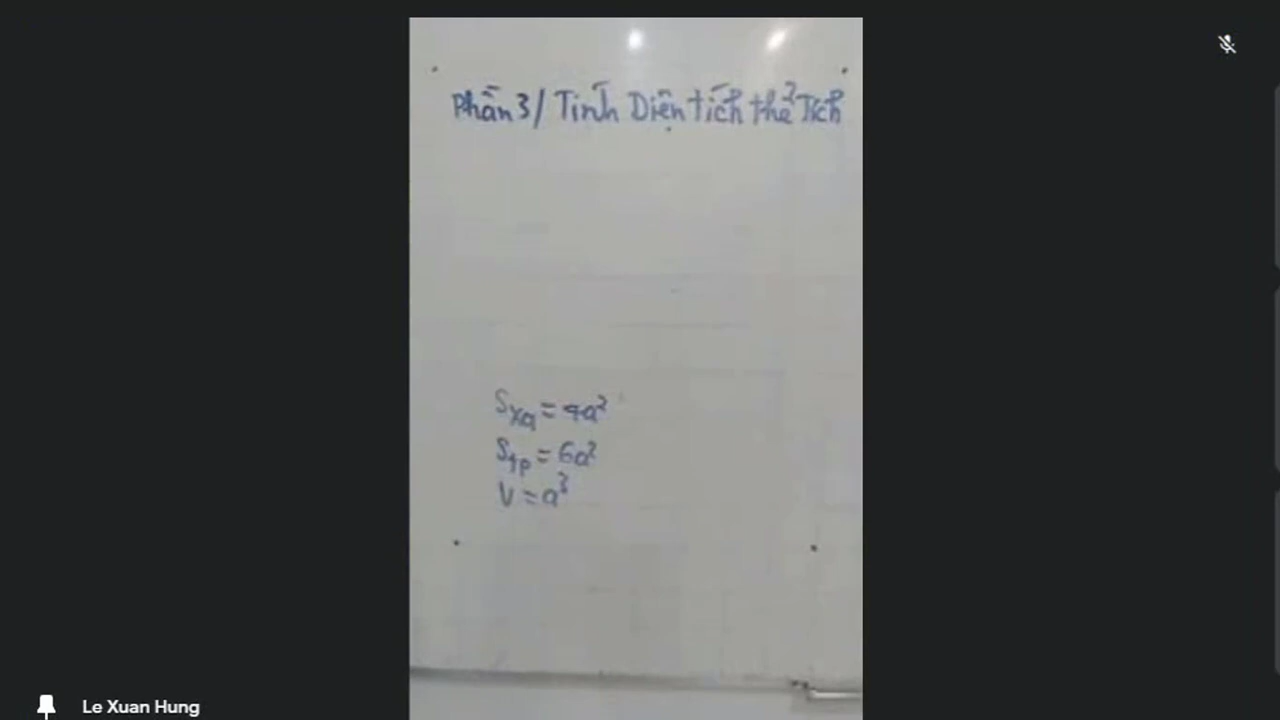 Phần 3/ Tính Diện tích thể Tích
Sxq = 4a²
Stp = 6a²
V = a³
Le Xuan Hung